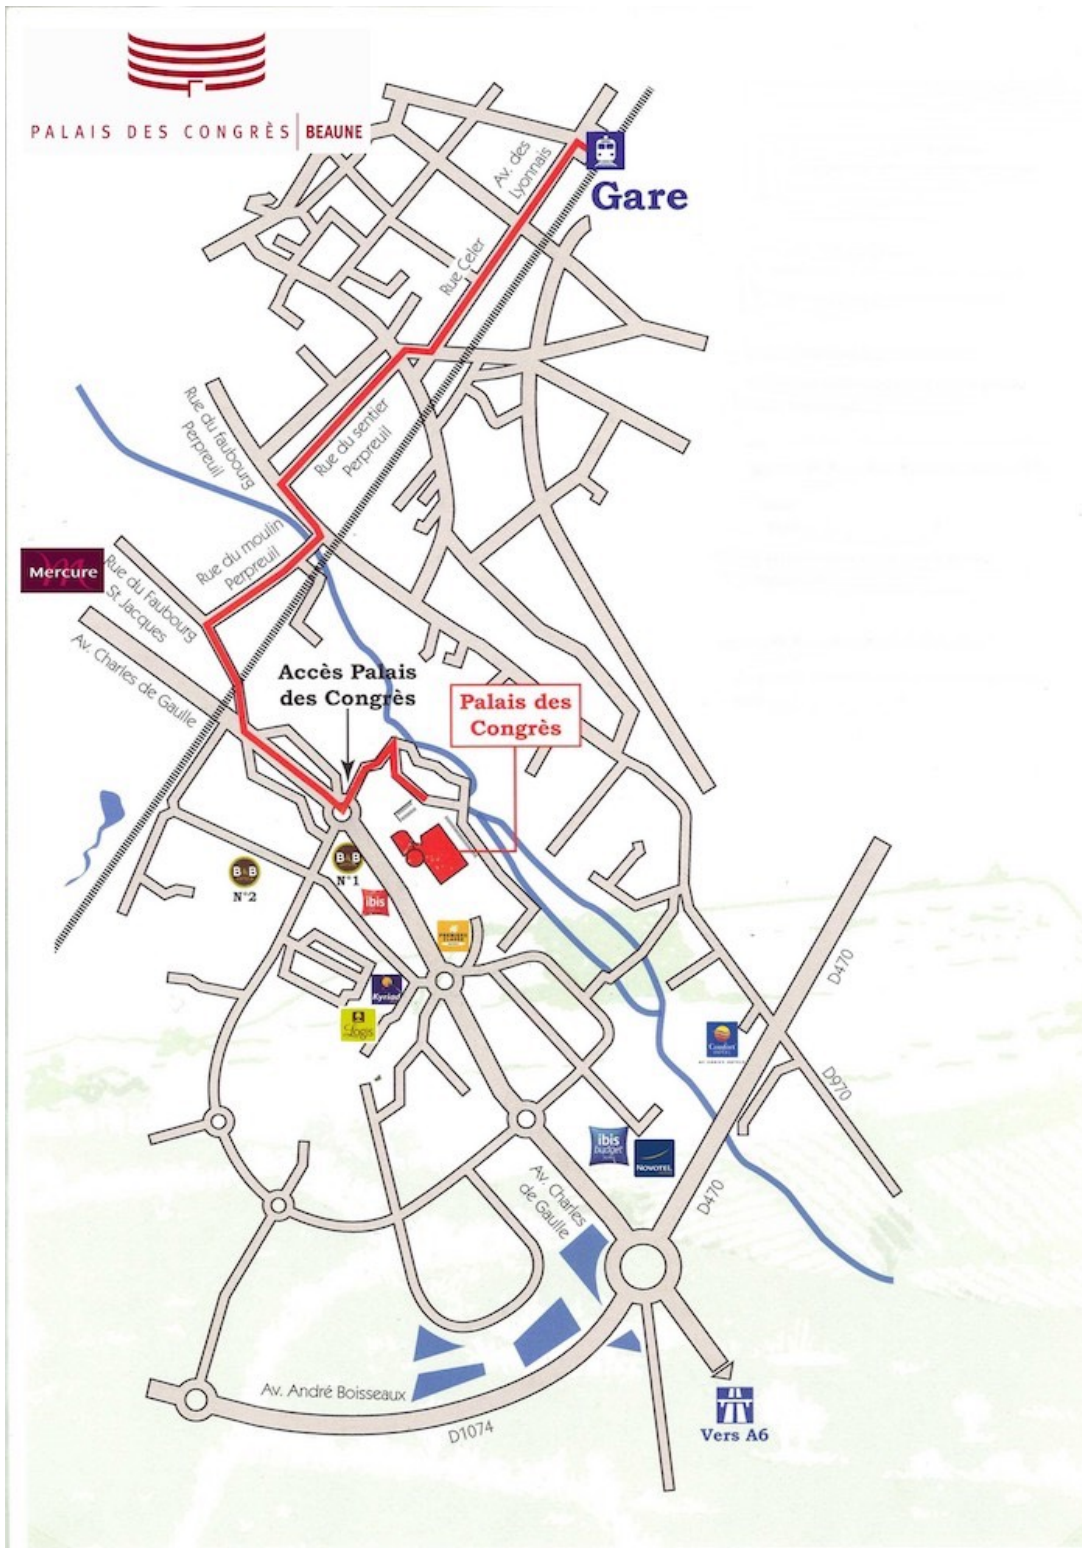 PALAIS DES CONGRÈS BEAUNE
Gare
Av. des
Lyonnais
Rue Celer
Rue du faubourg
Perpreuil
Rue du sentier
Perpreuil
Rue du moulin
Perpreuil
Mercure
Rue du Faubourg
St Jacques
Av. Charles de Gaulle
Accès Palais
des Congrès
Palais des
Congrès
B&B
N°2
B&B
N°1
ibis
PREMIERE CLASSE
Kyriad
Logis
D470
Comfort
HOTEL
D970
ibis
budget
NOVOTEL
D470
Av. Charles
de Gaulle
Av. André Boisseaux
D1074
Vers A6